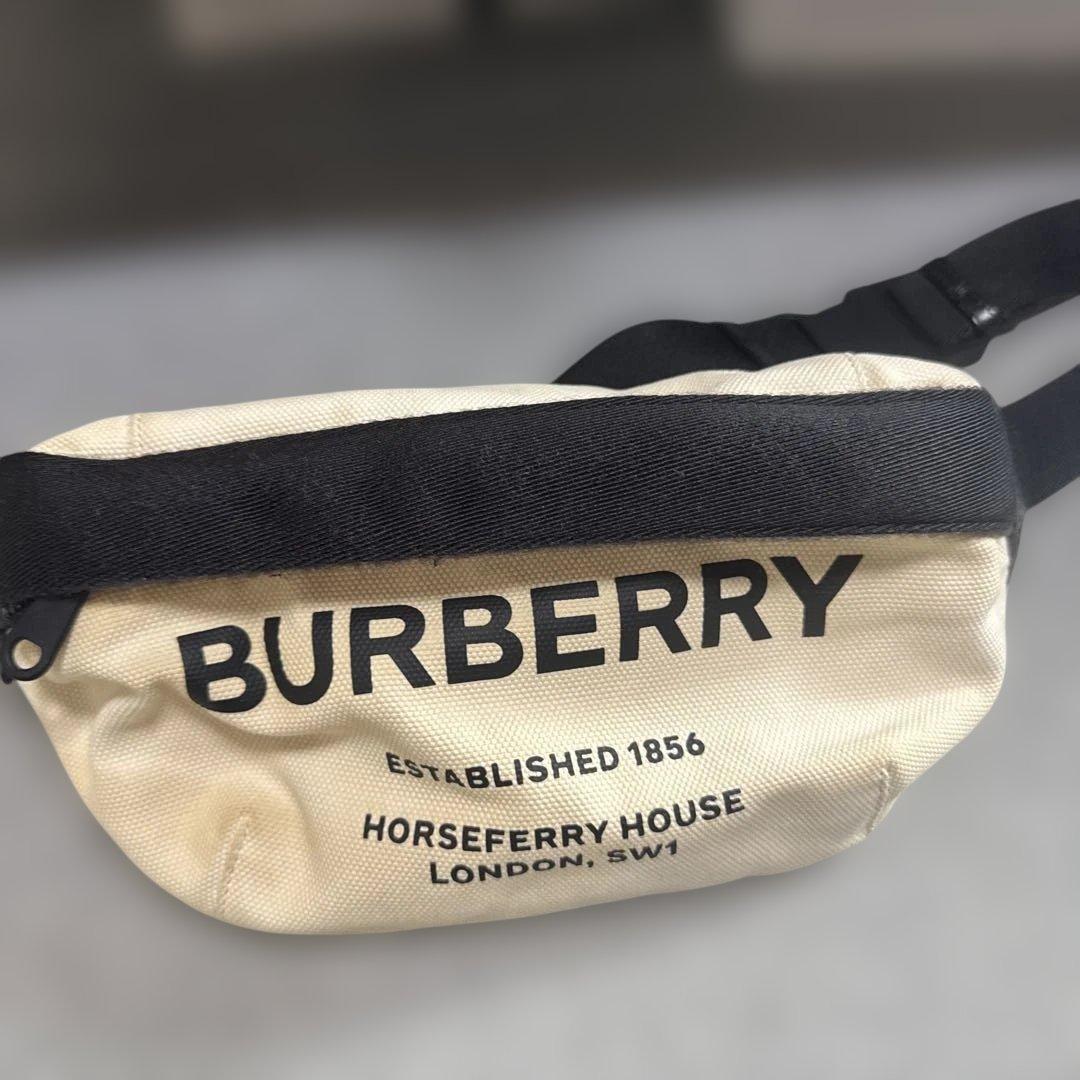 BURBERRY
ESTABLISHED 1856
HORSEFERRY HOUSE
LONDON, SW1